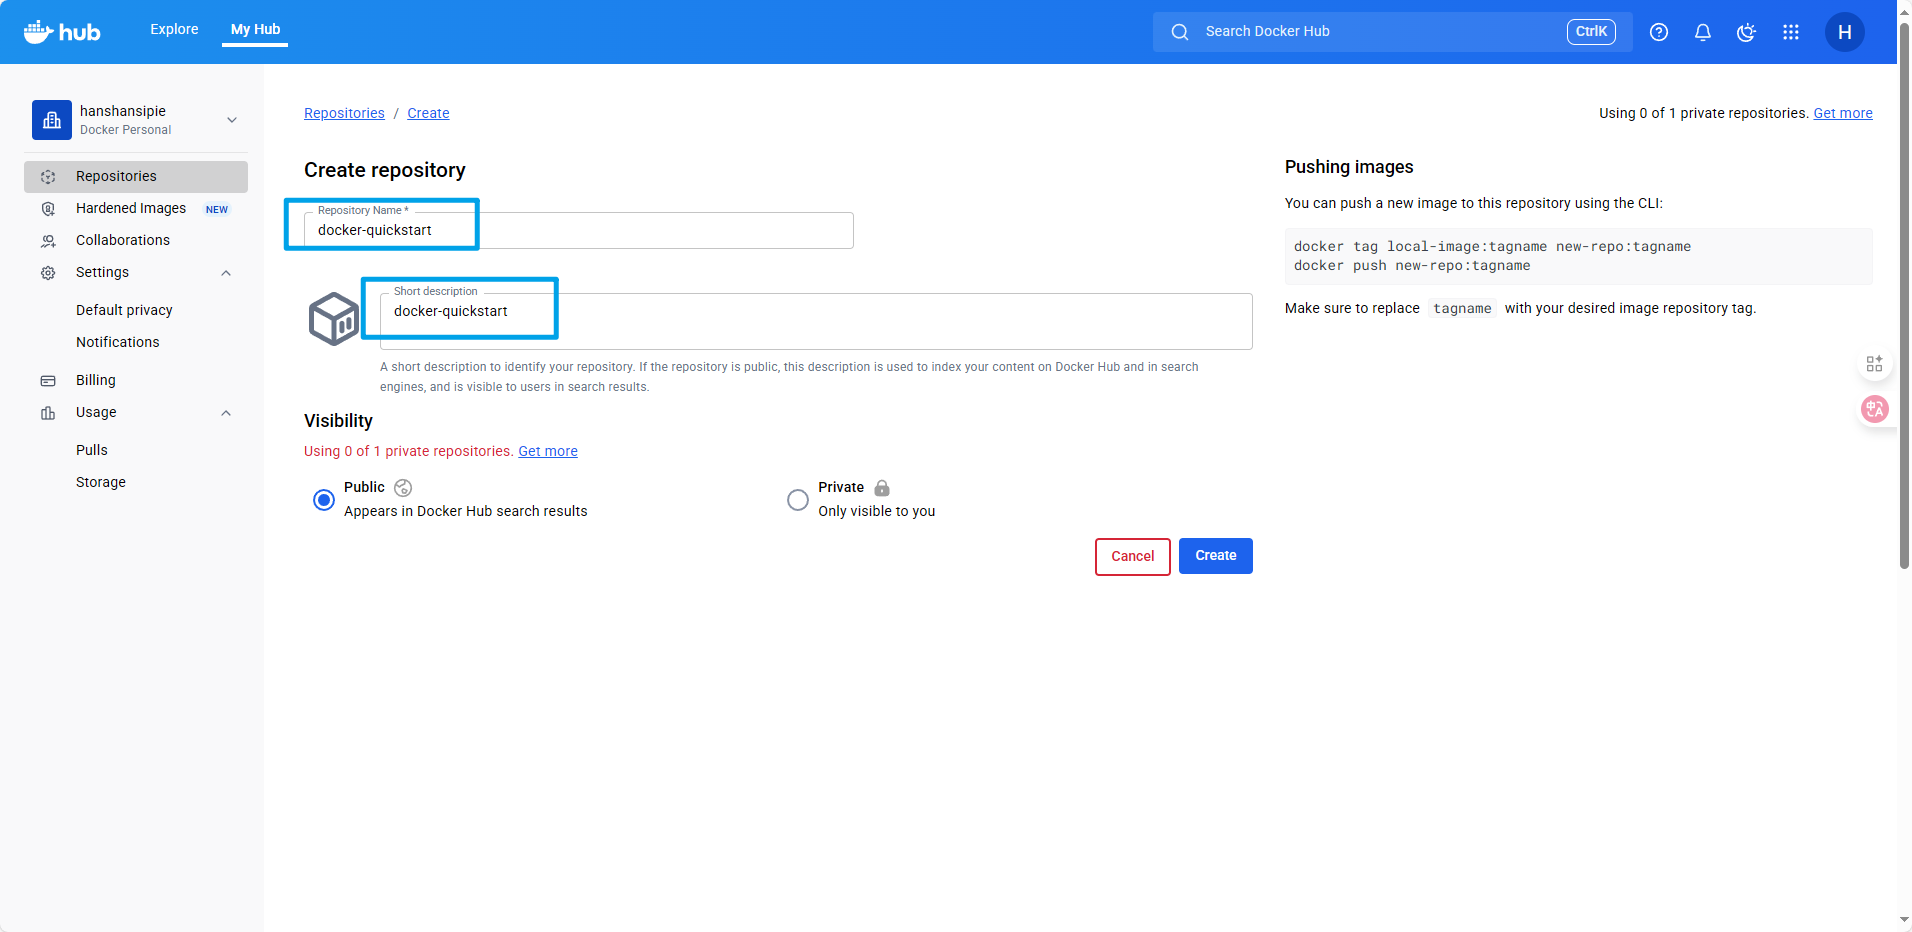 hub
Explore
My Hub
Search Docker Hub
CtrlK
H
hanshansipie
Docker Personal
Repositories
Hardened Images NEW
Collaborations
Settings
Default privacy
Notifications
Billing
Usage
Pulls
Storage
Repositories / Create
Using 0 of 1 private repositories. Get more
Create repository
Repository Name *
docker-quickstart
Short description
docker-quickstart
A short description to identify your repository. If the repository is public, this description is used to index your content on Docker Hub and in search
engines, and is visible to users in search results.
Visibility
Using 0 of 1 private repositories. Get more
Public
Appears in Docker Hub search results
Private
Only visible to you
Cancel
Create
Pushing images
You can push a new image to this repository using the CLI:
docker tag local-image:tagname new-repo:tagname
docker push new-repo:tagname
Make sure to replace tagname with your desired image repository tag.
中
A